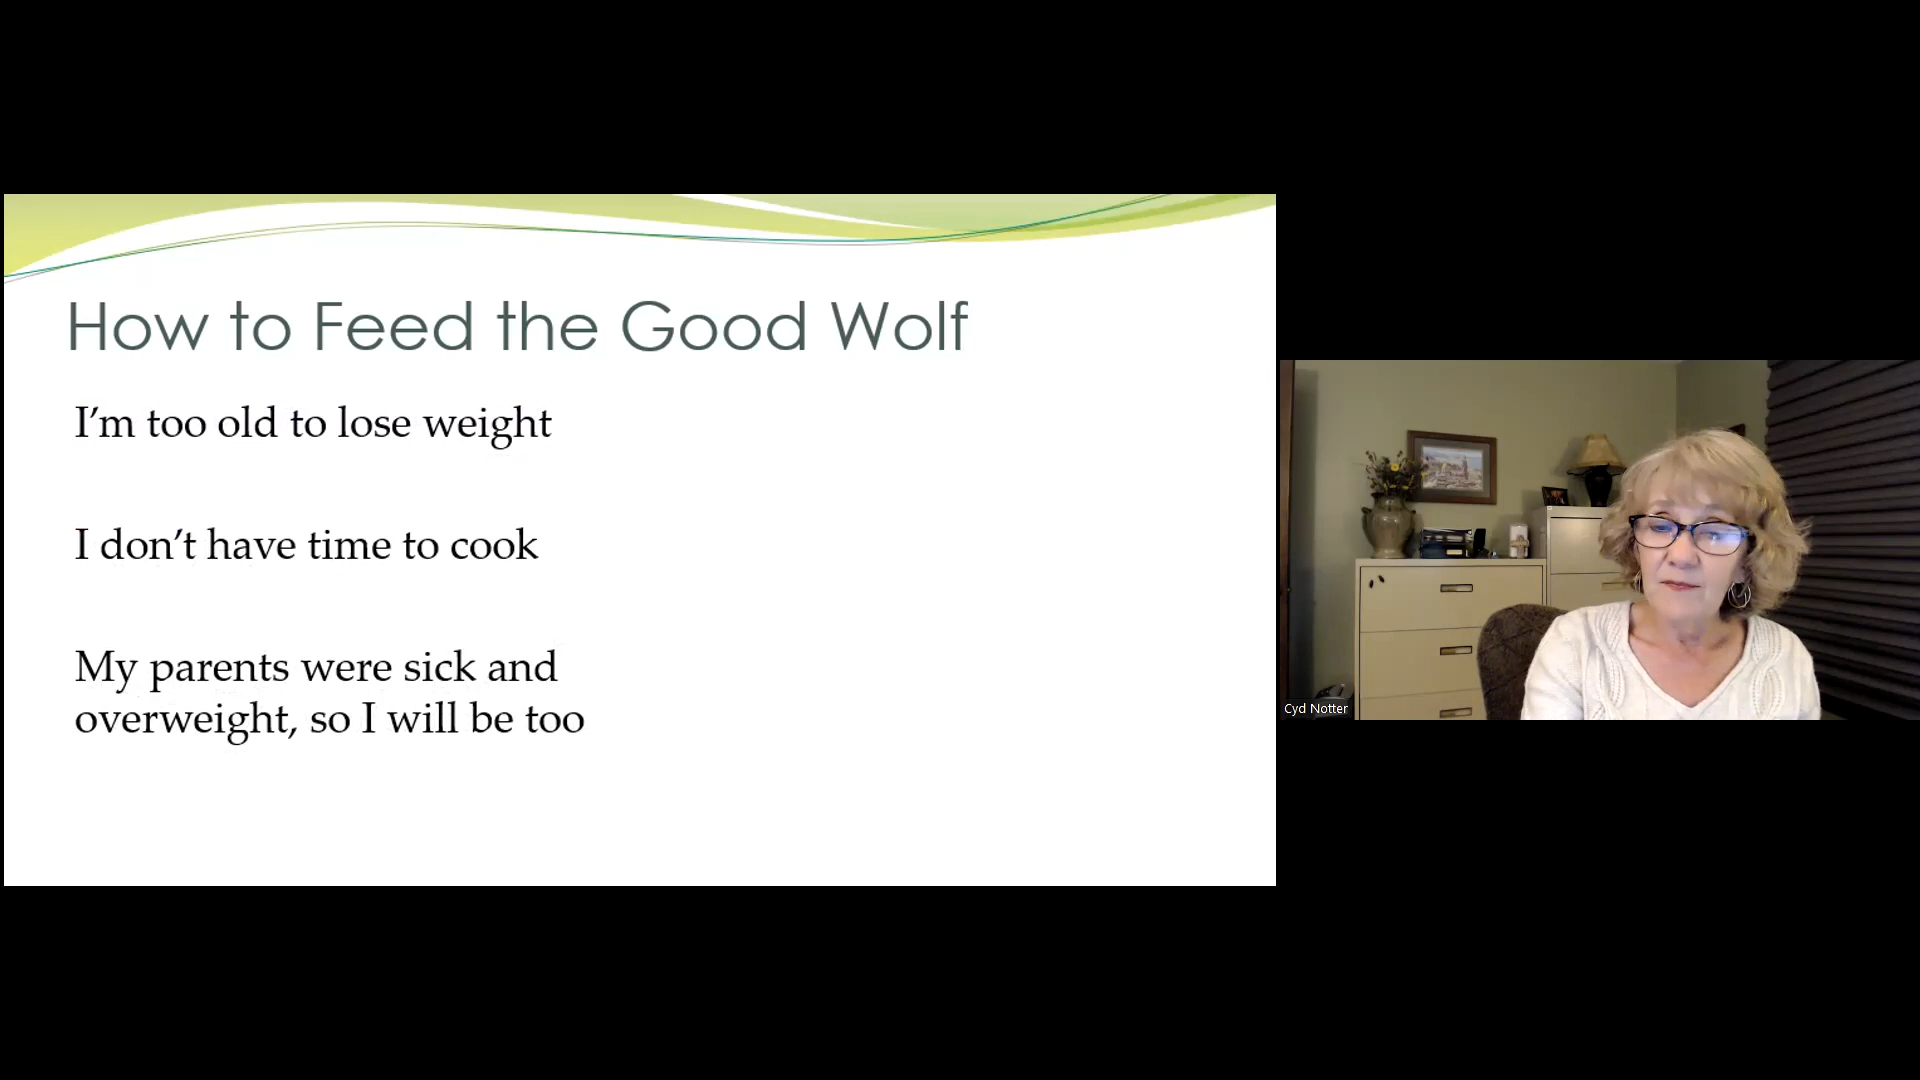 How to Feed the Good Wolf
I’m too old to lose weight
I don’t have time to cook
My parents were sick and
overweight, so I will be too
Cyd Notter